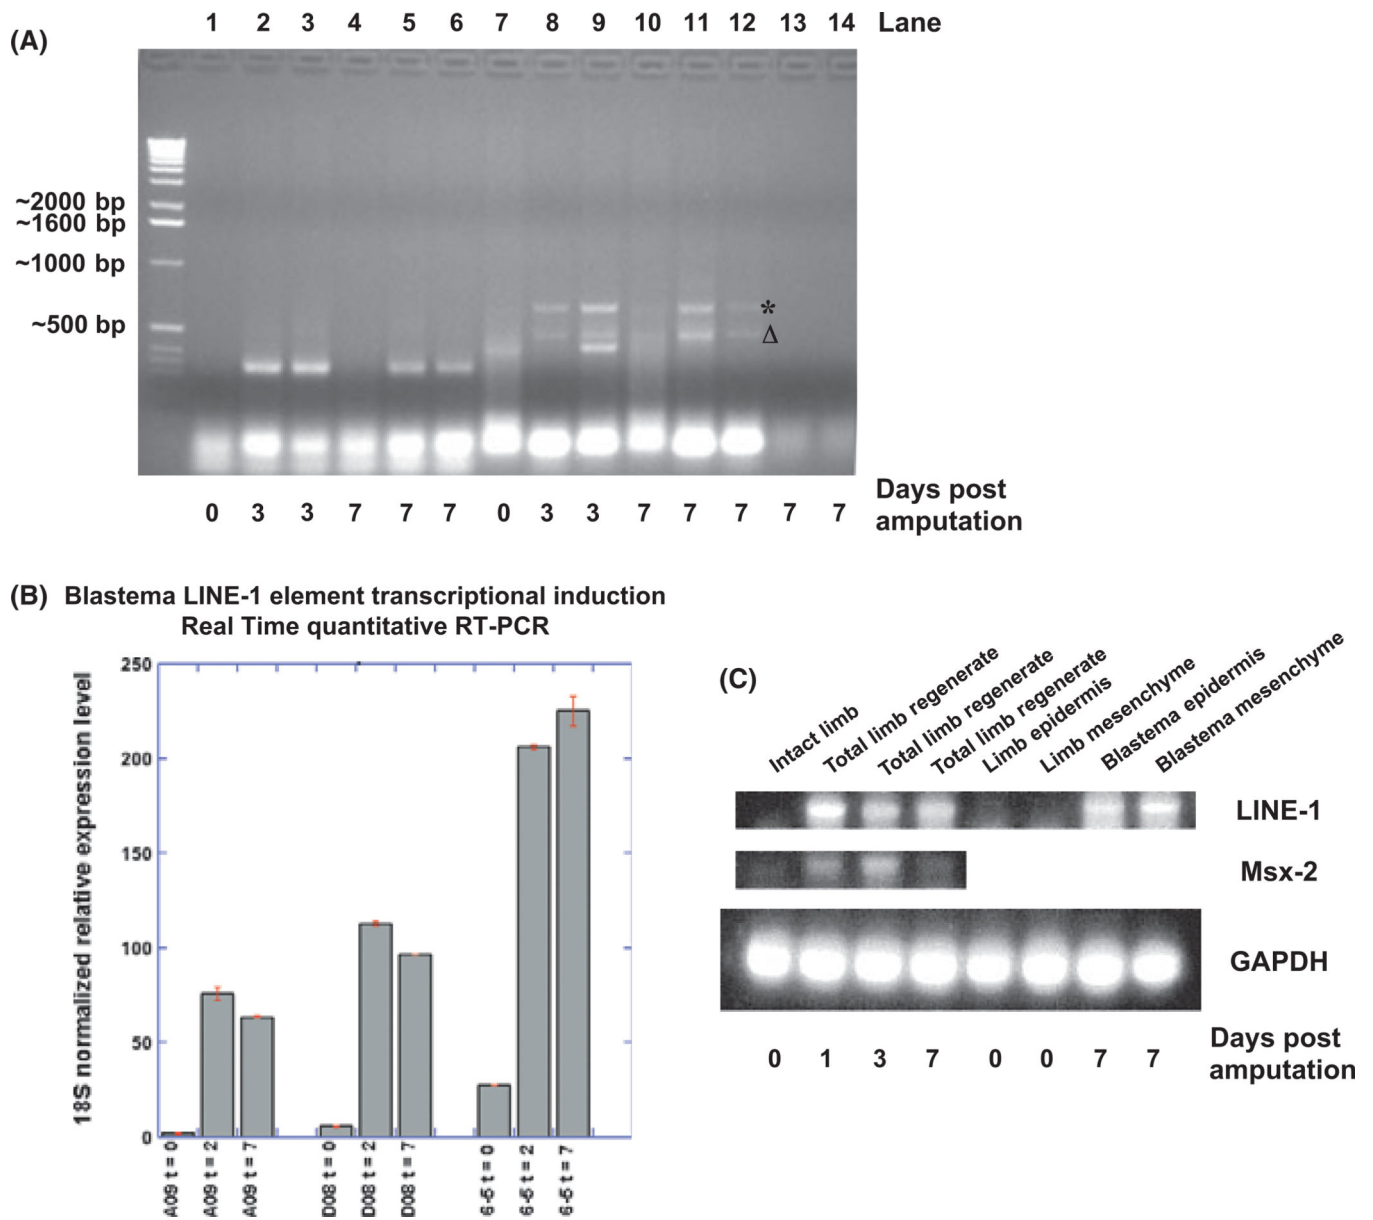 (A)
1 2 3 4 5 6 7 8 9 10 11 12 13 14 Lane
~2000 bp
~1600 bp
~1000 bp
~500 bp
*
Δ
0 3 3 7 7 7 0 3 3 7 7 7 7 7
Days post
amputation
(B) Blastema LINE-1 element transcriptional induction
Real Time quantitative RT-PCR
18S normalized relative expression level
250
200
150
100
50
0
A09 t = 0
A09 t = 2
A09 t = 7
D08 t = 0
D08 t = 2
D08 t = 7
6-5 t = 0
6-5 t = 2
6-5 t = 7
(C)
Intact limb
Total limb regenerate
Total limb regenerate
Total limb regenerate
Limb epidermis
Limb mesenchyme
Blastema epidermis
Blastema mesenchyme
LINE-1
Msx-2
GAPDH
0 1 3 7 0 0 7 7
Days post
amputation